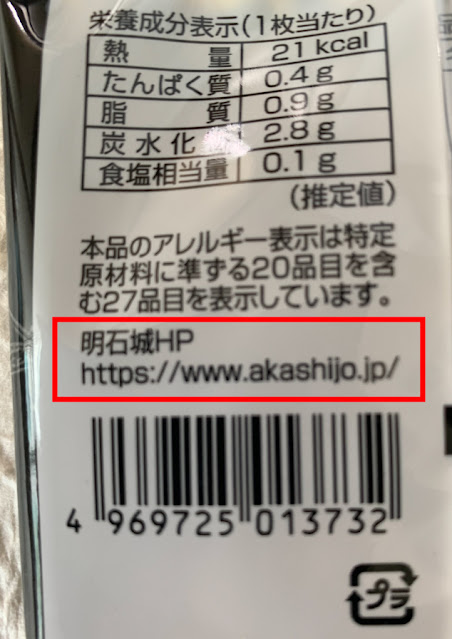 栄養成分表示(1枚当たり)
熱量 21 kcal
たんぱく質 0.4 g
脂質 0.9 g
炭水化 2.8 g
食塩相当量 0.1 g
(推定値)
本品のアレルギー表示は特定
原材料に準ずる20品目を含
む27品目を表示しています。
明石城HP
https://www.akashijo.jp/
4 969725 013732
プラ